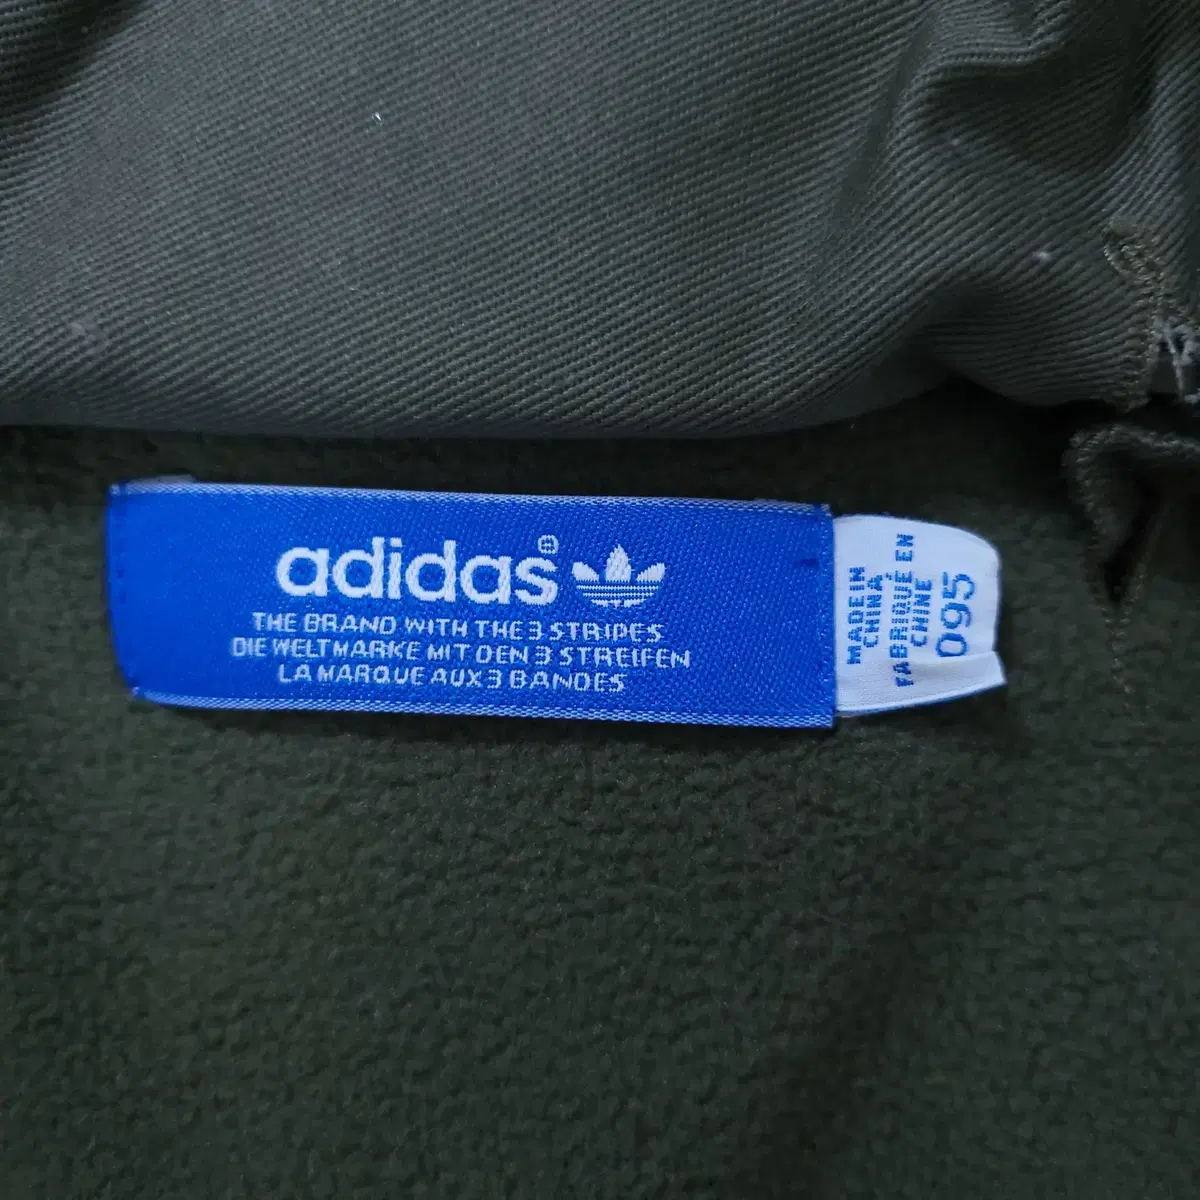 adidas®
THE BRAND WITH THE 3 STRIPES
DIE WELTMARKE MIT DEN 3 STREIFEN
LA MARQUE AUX 3 BANDES
MADE IN
CHINA,
FABRIQUE EN
CHINE
095